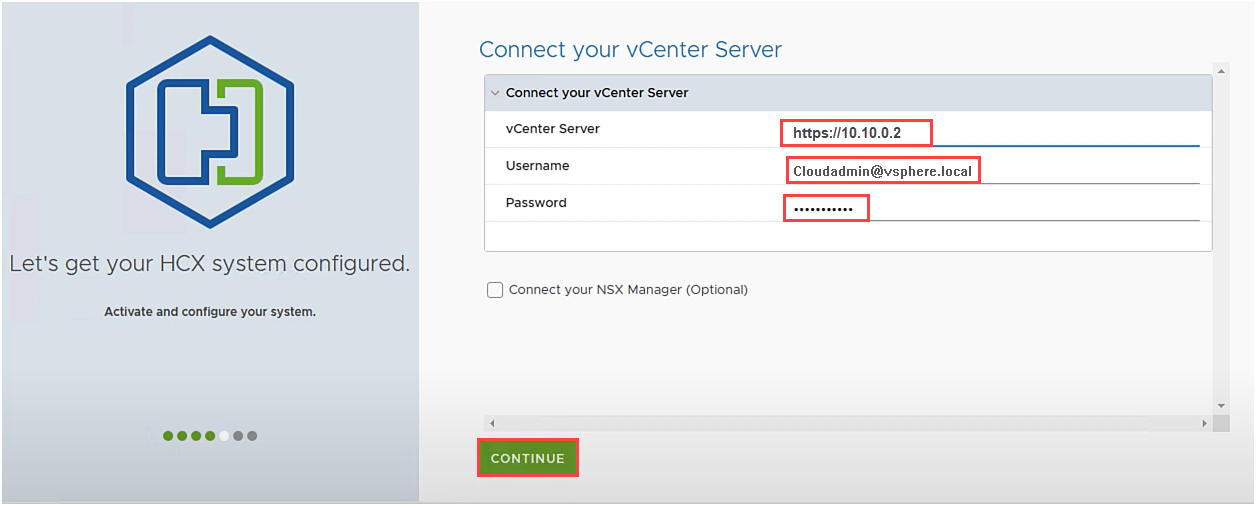 Connect your vCenter Server
Connect your vCenter Server
vCenter Server
https://10.10.0.2
Username
Cloudadmin@vsphere.local
Password
•••••••••••
Connect your NSX Manager (Optional)
CONTINUE
Let's get your HCX system configured.
Activate and configure your system.